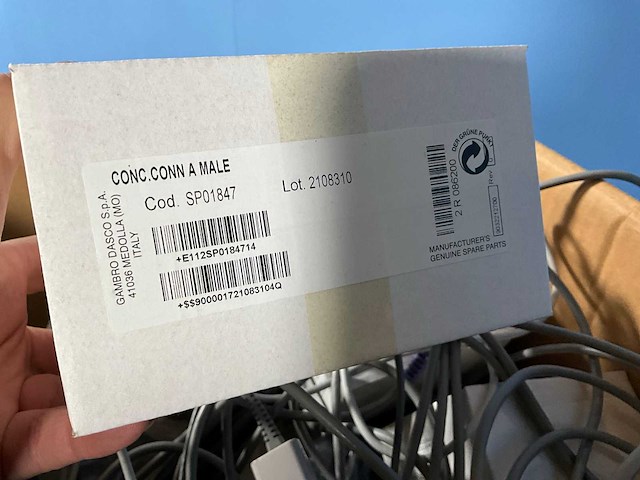 CONC.CONN A MALE
Cod. SP01847
Lot. 2108310
+E112SP0184714
+$$900001721083104Q
GAMBRO DASCO S.p.A.
41036 MEDOLLA (MO)
ITALY
2 R 086200
DER GRÜNE PUNKT
Rev
MANUFACTURER'S
GENUINE SPARE PARTS